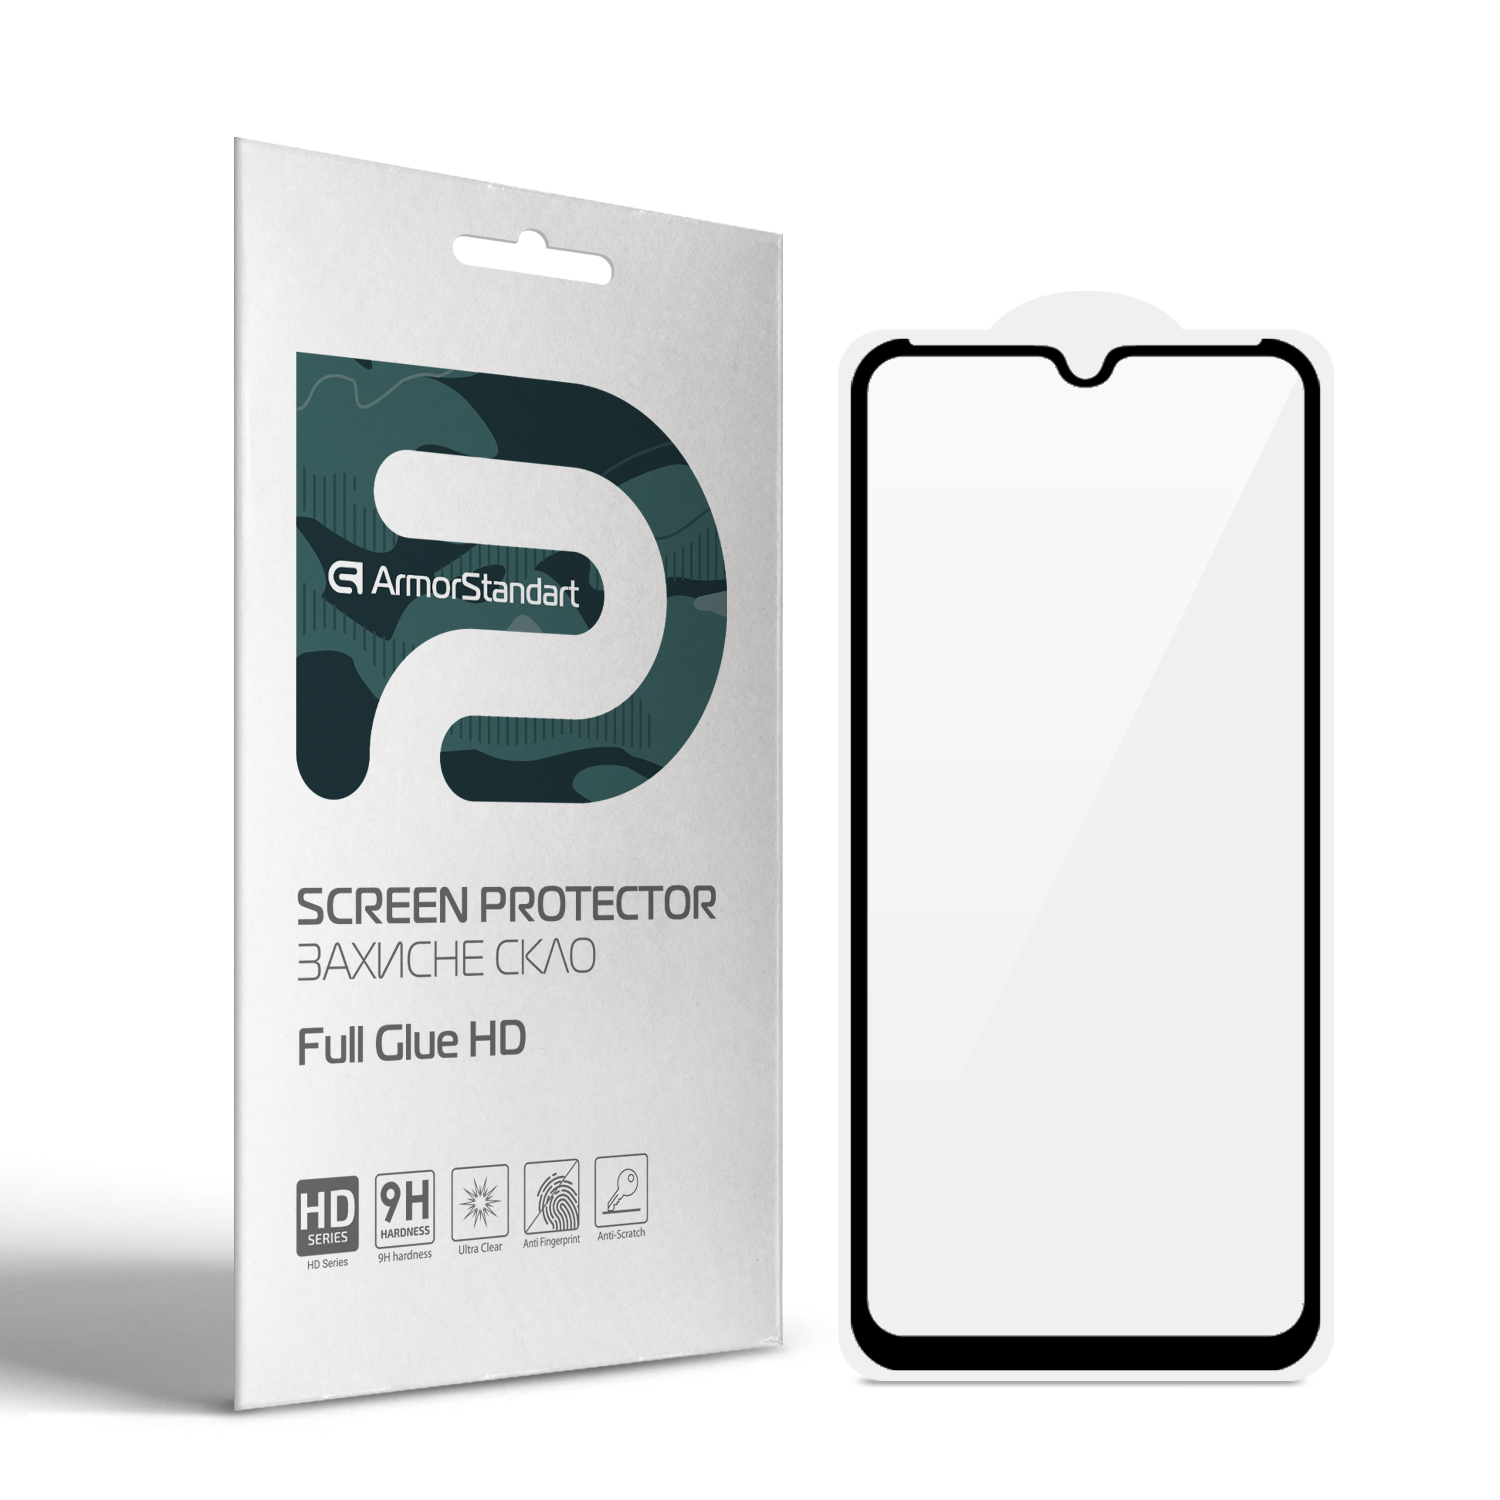 ArmorStandart
SCREEN PROTECTOR
ЗАХИСНЕ СКЛО
Full Glue HD
HD
SERIES
HD Series
9H
HARDNESS
9H hardness
Ultra Clear
Anti Fingerprint
Anti-Scratch